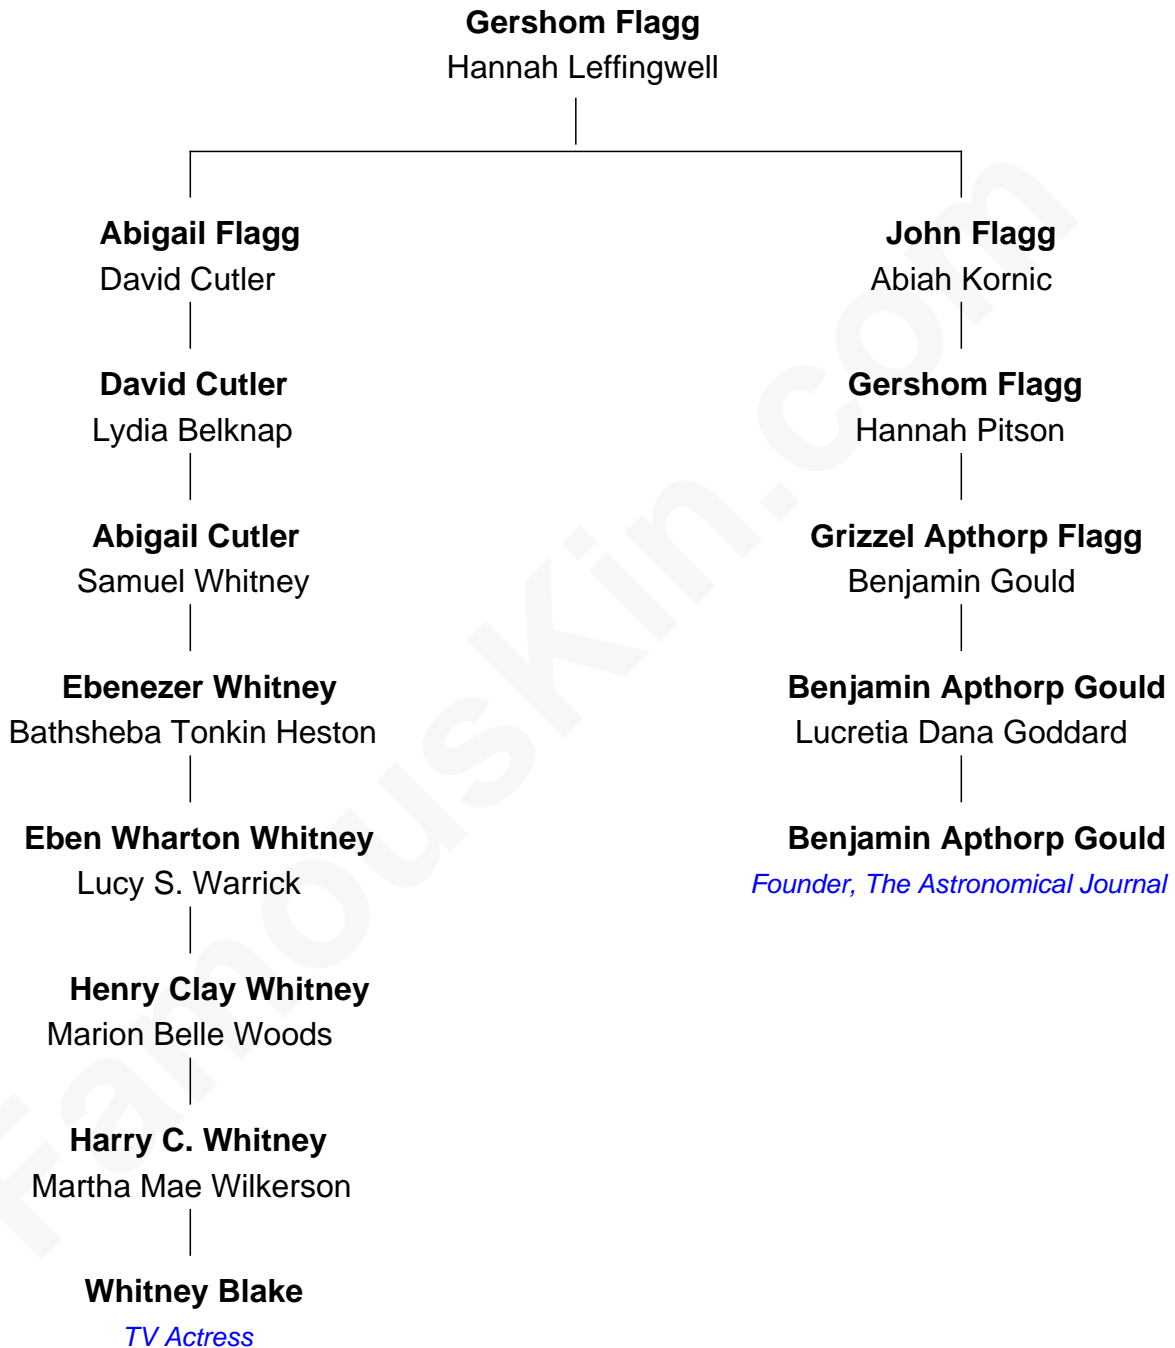 Gershom Flagg
Hannah Leffingwell
Abigail Flagg
David Cutler
John Flagg
Abiah Kornic
David Cutler
Lydia Belknap
Gershom Flagg
Hannah Pitson
Abigail Cutler
Samuel Whitney
Grizzel Apthorp Flagg
Benjamin Gould
Ebenezer Whitney
Bathsheba Tonkin Heston
Benjamin Apthorp Gould
Lucretia Dana Goddard
Eben Wharton Whitney
Lucy S. Warrick
Benjamin Apthorp Gould
Founder, The Astronomical Journal
Henry Clay Whitney
Marion Belle Woods
Harry C. Whitney
Martha Mae Wilkerson
Whitney Blake
TV Actress
FamousKin.com